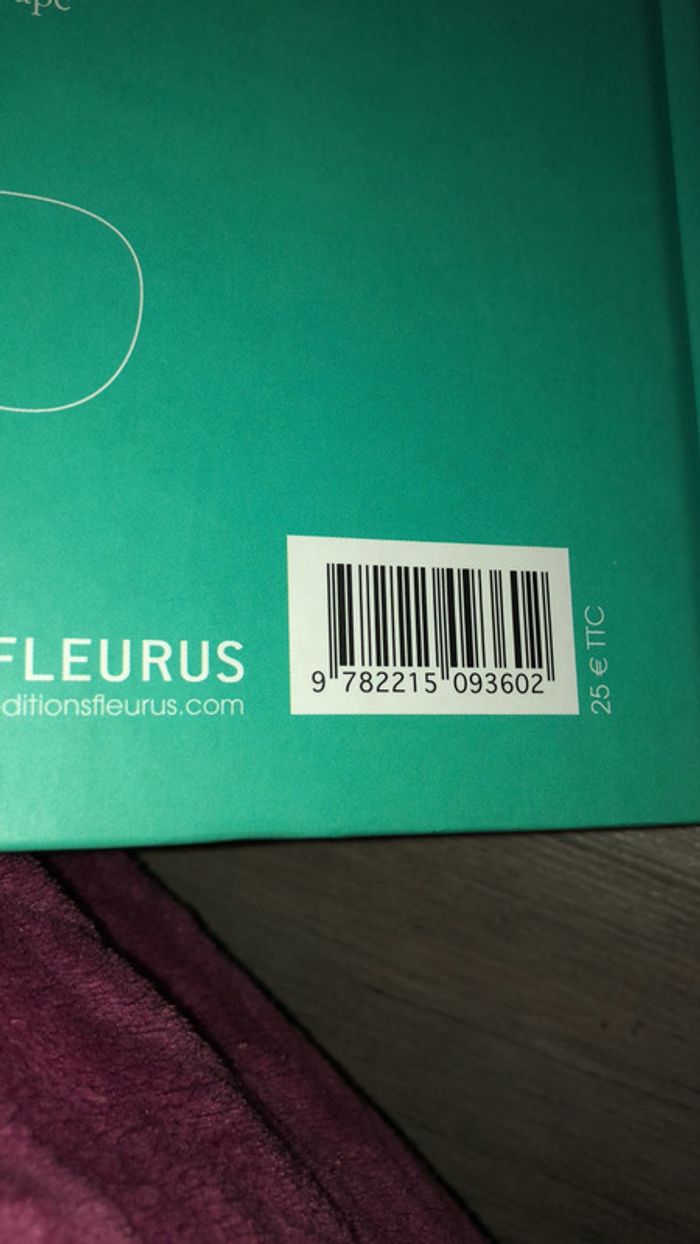 FLEURUS
ditionsfleurus.com
9 782215 093602
25 € TTC